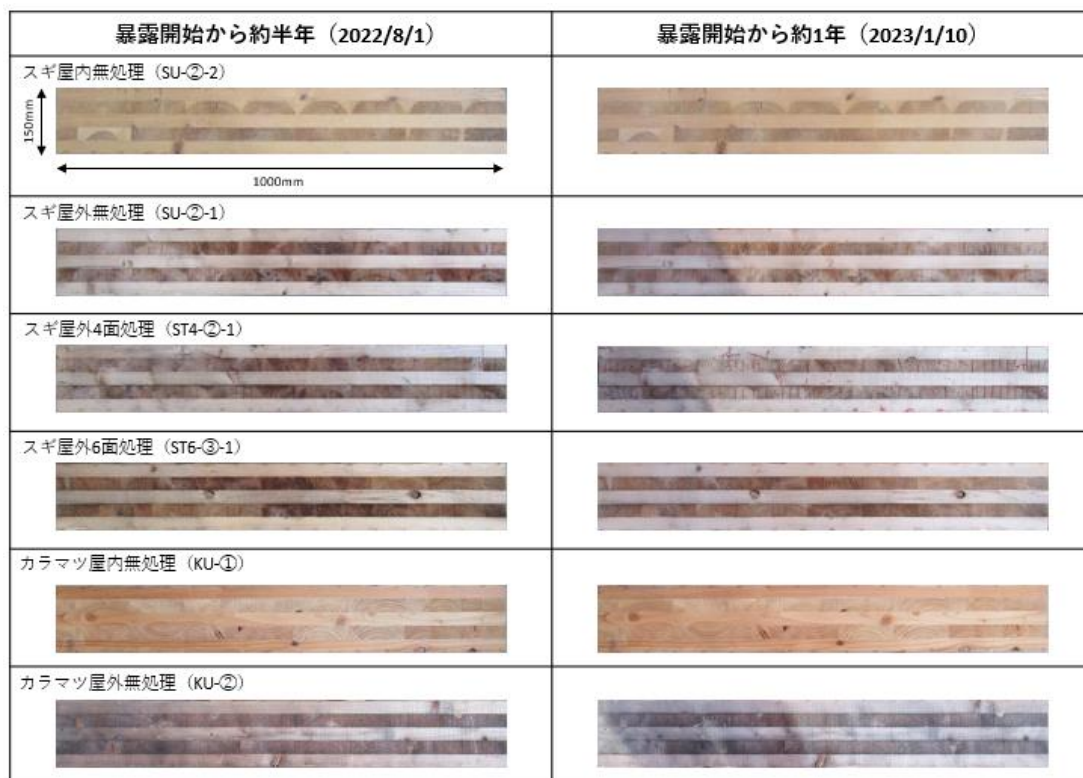 暴露開始から約半年（2022/8/1）
暴露開始から約1年（2023/1/10）
スギ屋内無処理（SU-②-2）
150mm
1000mm
スギ屋外無処理（SU-②-1）
スギ屋外4面処理（ST4-②-1）
スギ屋外6面処理（ST6-③-1）
カラマツ屋内無処理（KU-①）
カラマツ屋外無処理（KU-②）